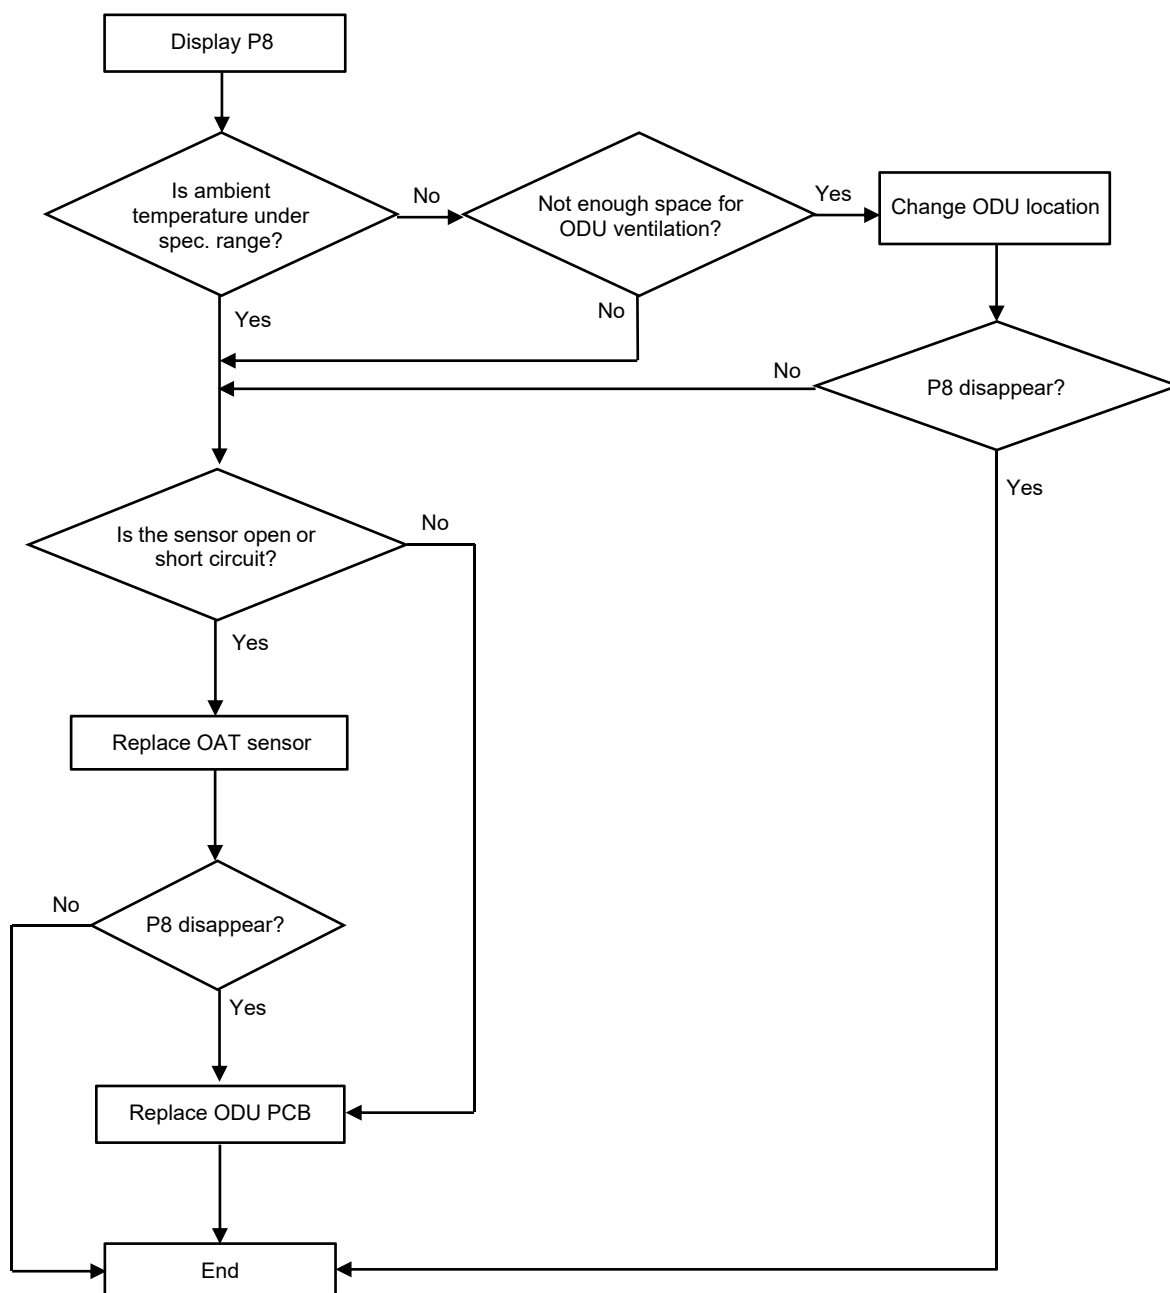 Display P8
Is ambient
temperature under
spec. range?
No
Not enough space for
ODU ventilation?
Yes
Change ODU location
Yes
No
No
P8 disappear?
Yes
Is the sensor open or
short circuit?
No
Yes
Replace OAT sensor
No
P8 disappear?
Yes
Replace ODU PCB
End